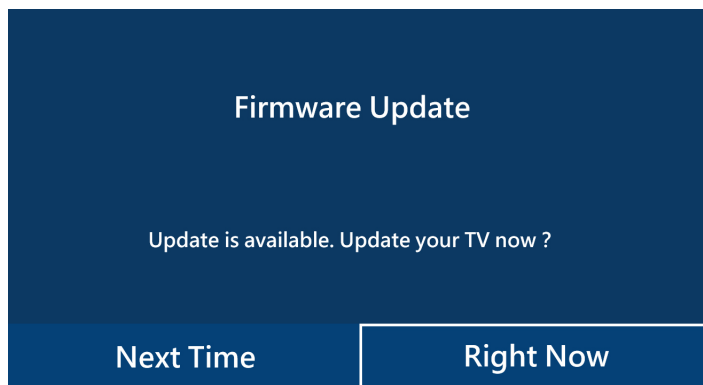 Firmware Update
Update is available. Update your TV now ?
Next Time
Right Now